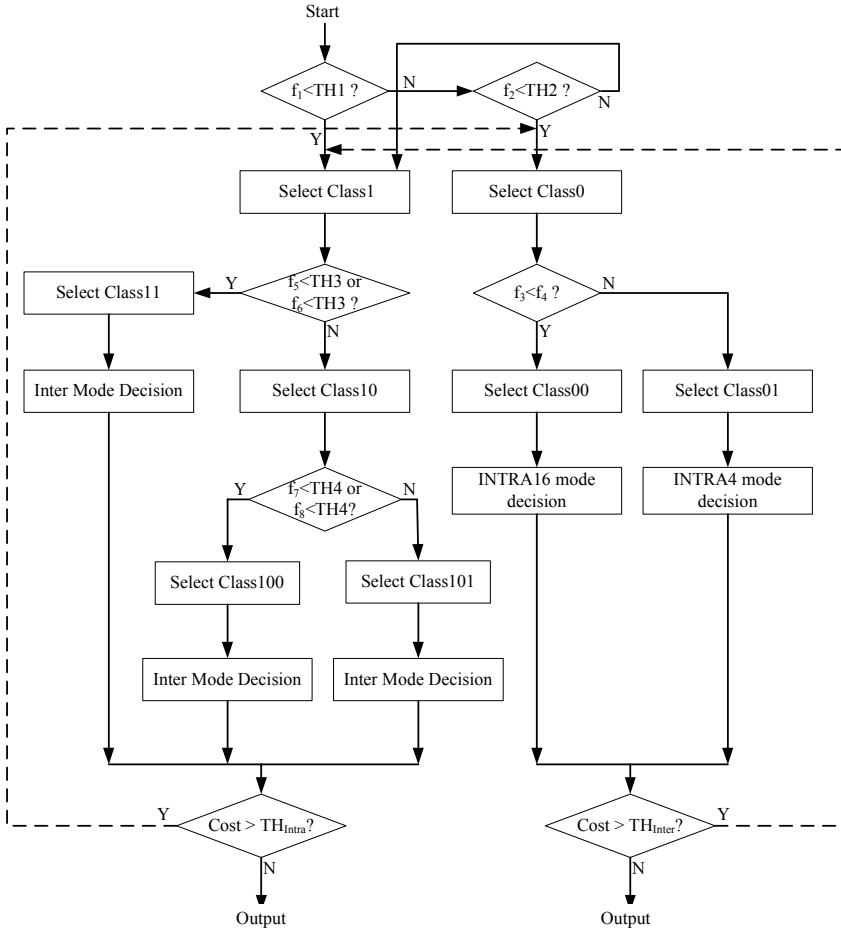 Start
f₁<TH1 ?
N
f₂<TH2 ?
N
Y
Y
Select Class1
Select Class0
Y
f₅<TH3 or
f₆<TH3 ?
N
Select Class11
f₃<f₄ ?
N
Y
Inter Mode Decision
Select Class10
Select Class00
Select Class01
Y
f₇<TH4 or
f₈<TH4?
N
INTRA16 mode
decision
INTRA4 mode
decision
Select Class100
Select Class101
Inter Mode Decision
Inter Mode Decision
Y
Cost > TH_Intra?
N
Cost > TH_Inter?
Y
N
Output
Output